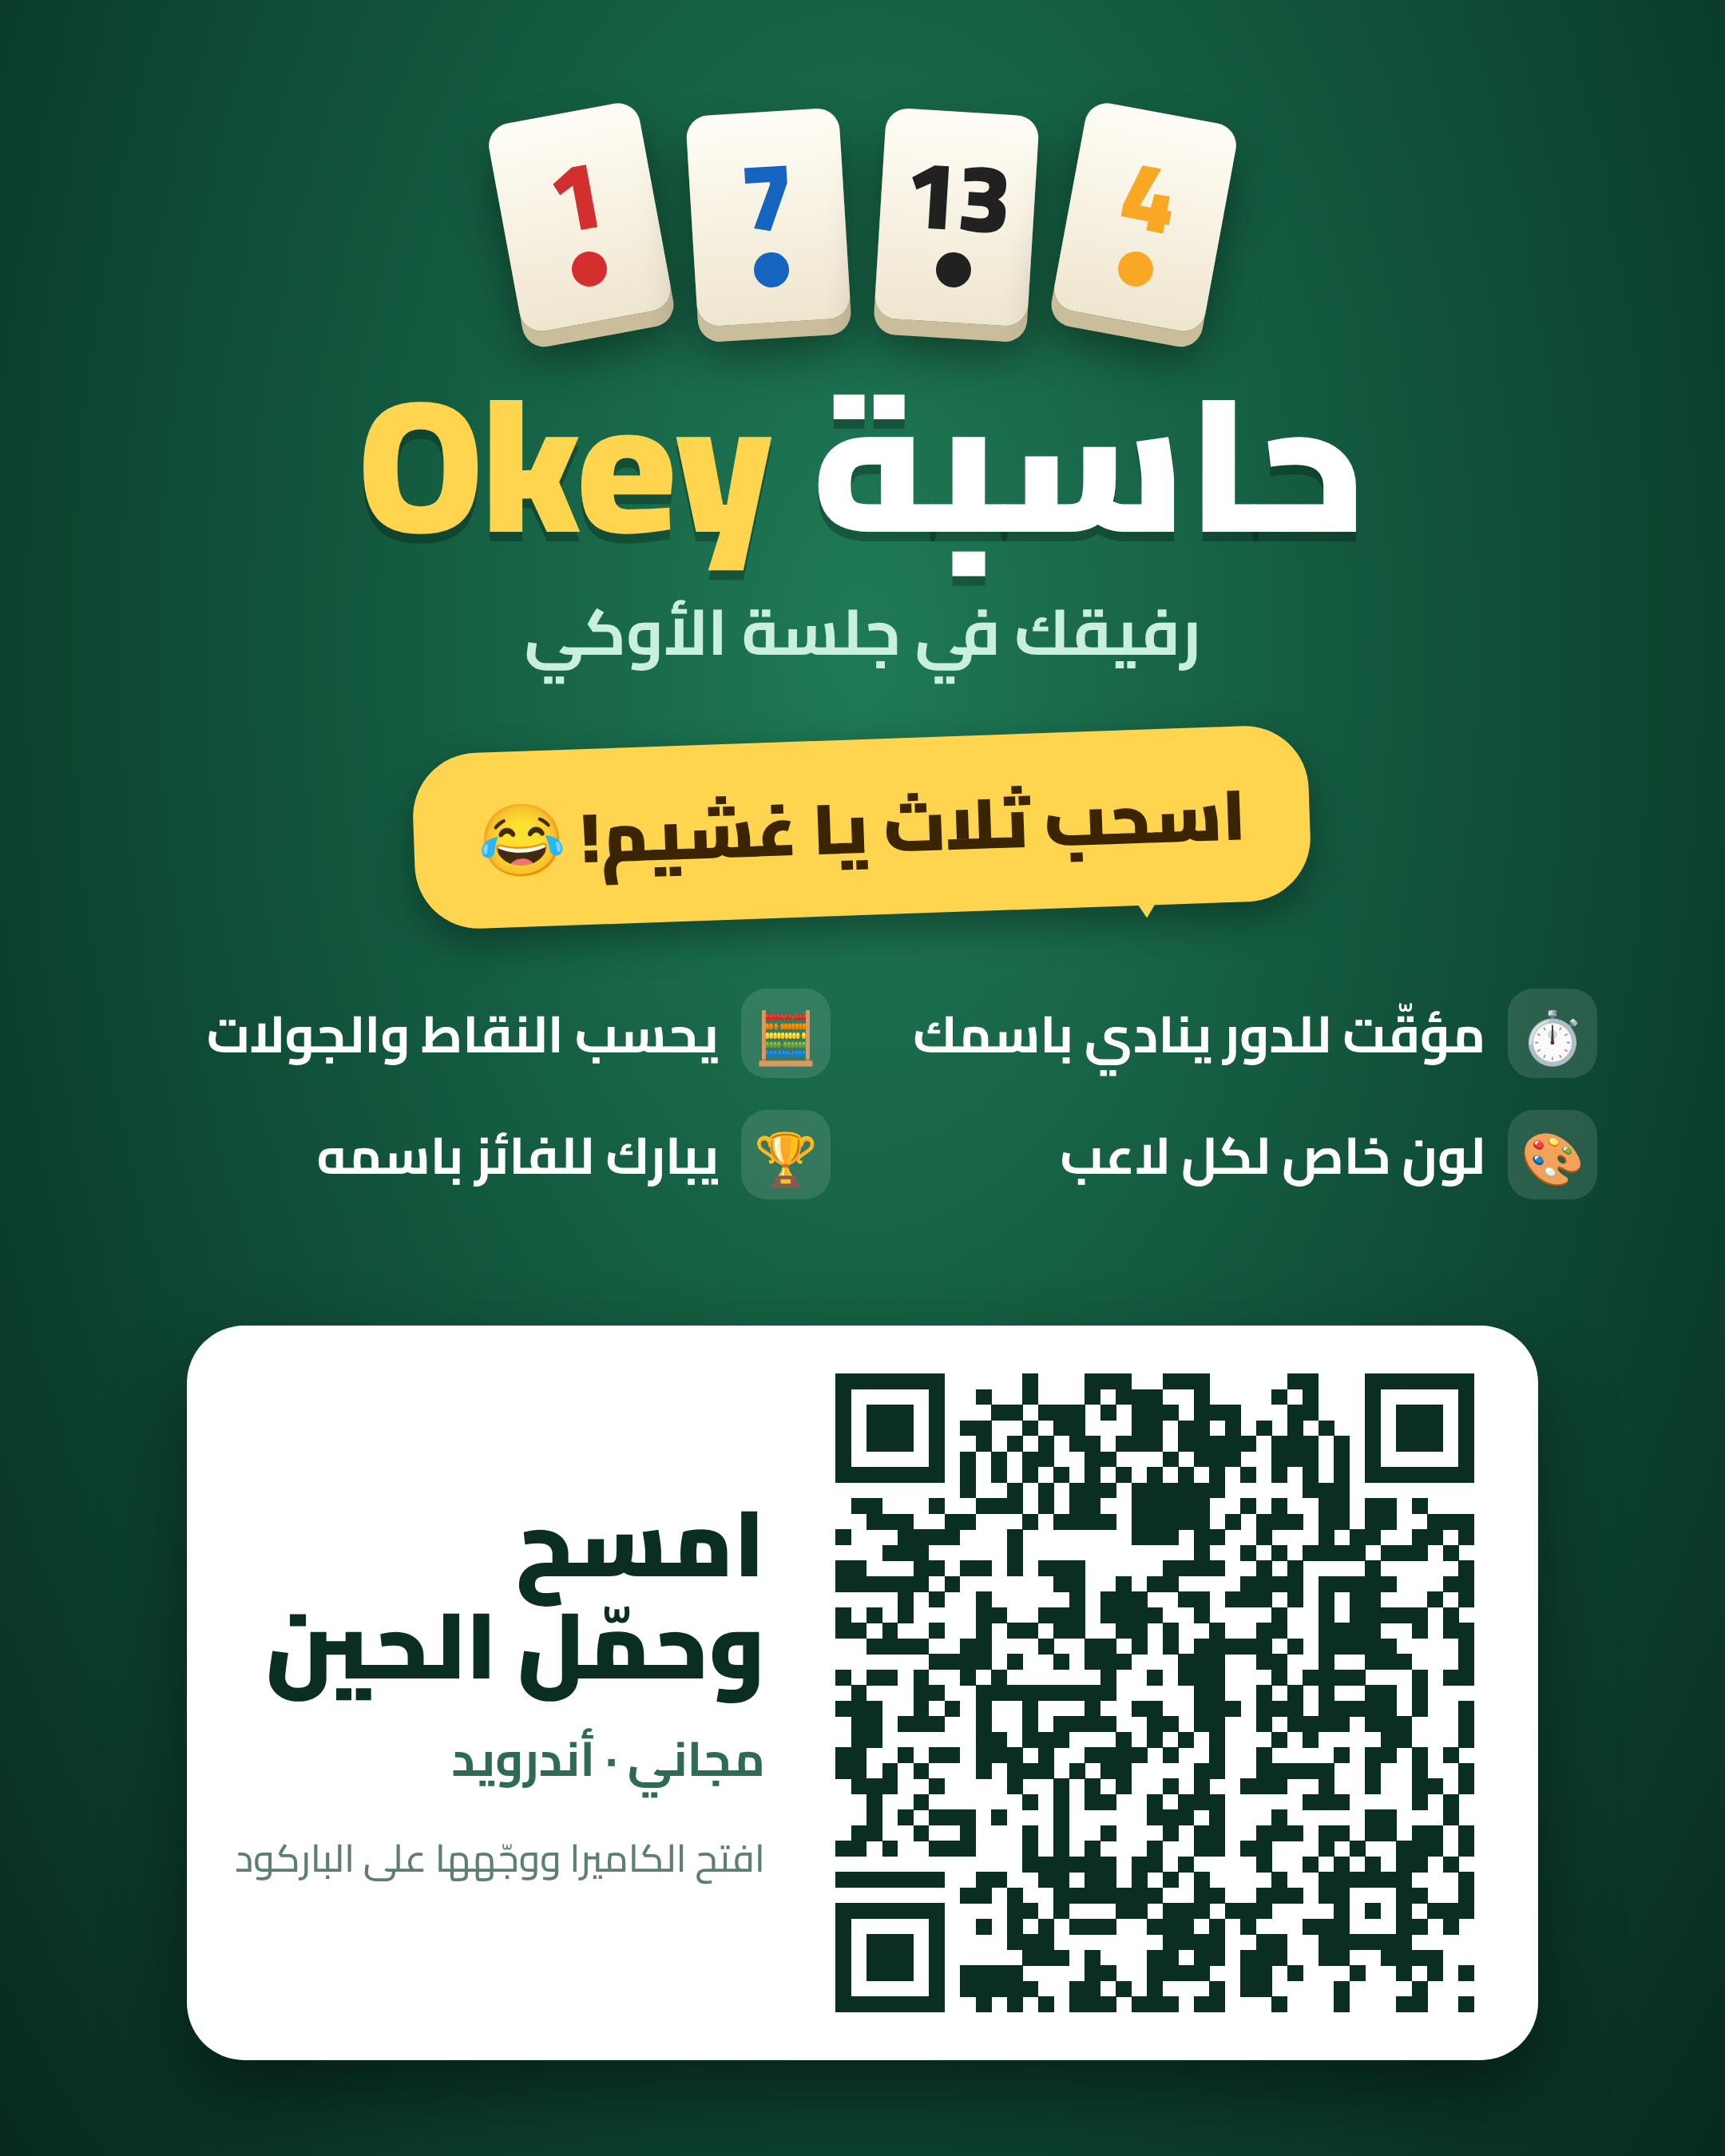 1 7 13 4
حاسبة Okey
رفيقك في جلسة الأوكي
اسحب ثلاث يا غشيم! 😂
مؤقّت للدور ينادي باسمك
يحسب النقاط والجولات
لون خاص لكل لاعب
يبارك للفائز باسمه
امسح
وحمّل الحين
مجاني · أندرويد
افتح الكاميرا ووجّهها على الباركود